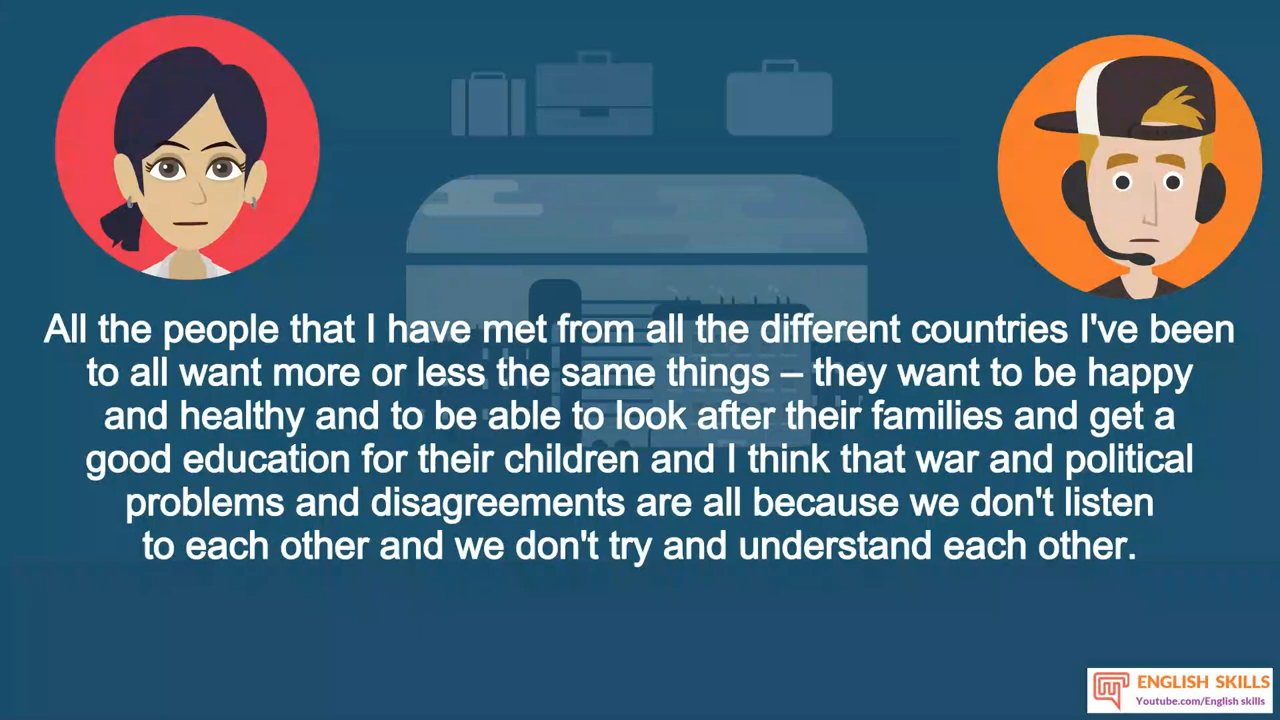 All the people that I have met from all the different countries I've been
to all want more or less the same things – they want to be happy
and healthy and to be able to look after their families and get a
good education for their children and I think that war and political
problems and disagreements are all because we don't listen
to each other and we don't try and understand each other.
ENGLISH SKILLS
Youtube.com/English skills